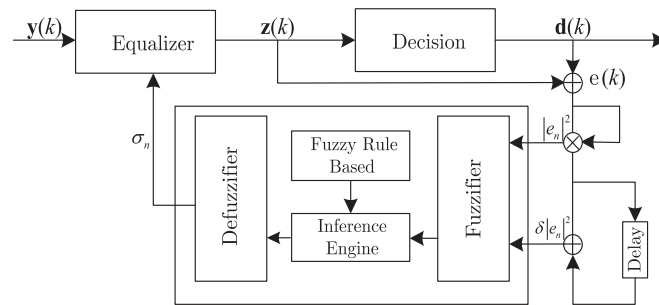 y(k)
Equalizer
z(k)
Decision
d(k)
e(k)
σₙ
Defuzzifier
Fuzzy Rule
Based
Inference
Engine
Fuzzifier
|eₙ|²
δ|eₙ|²
Delay